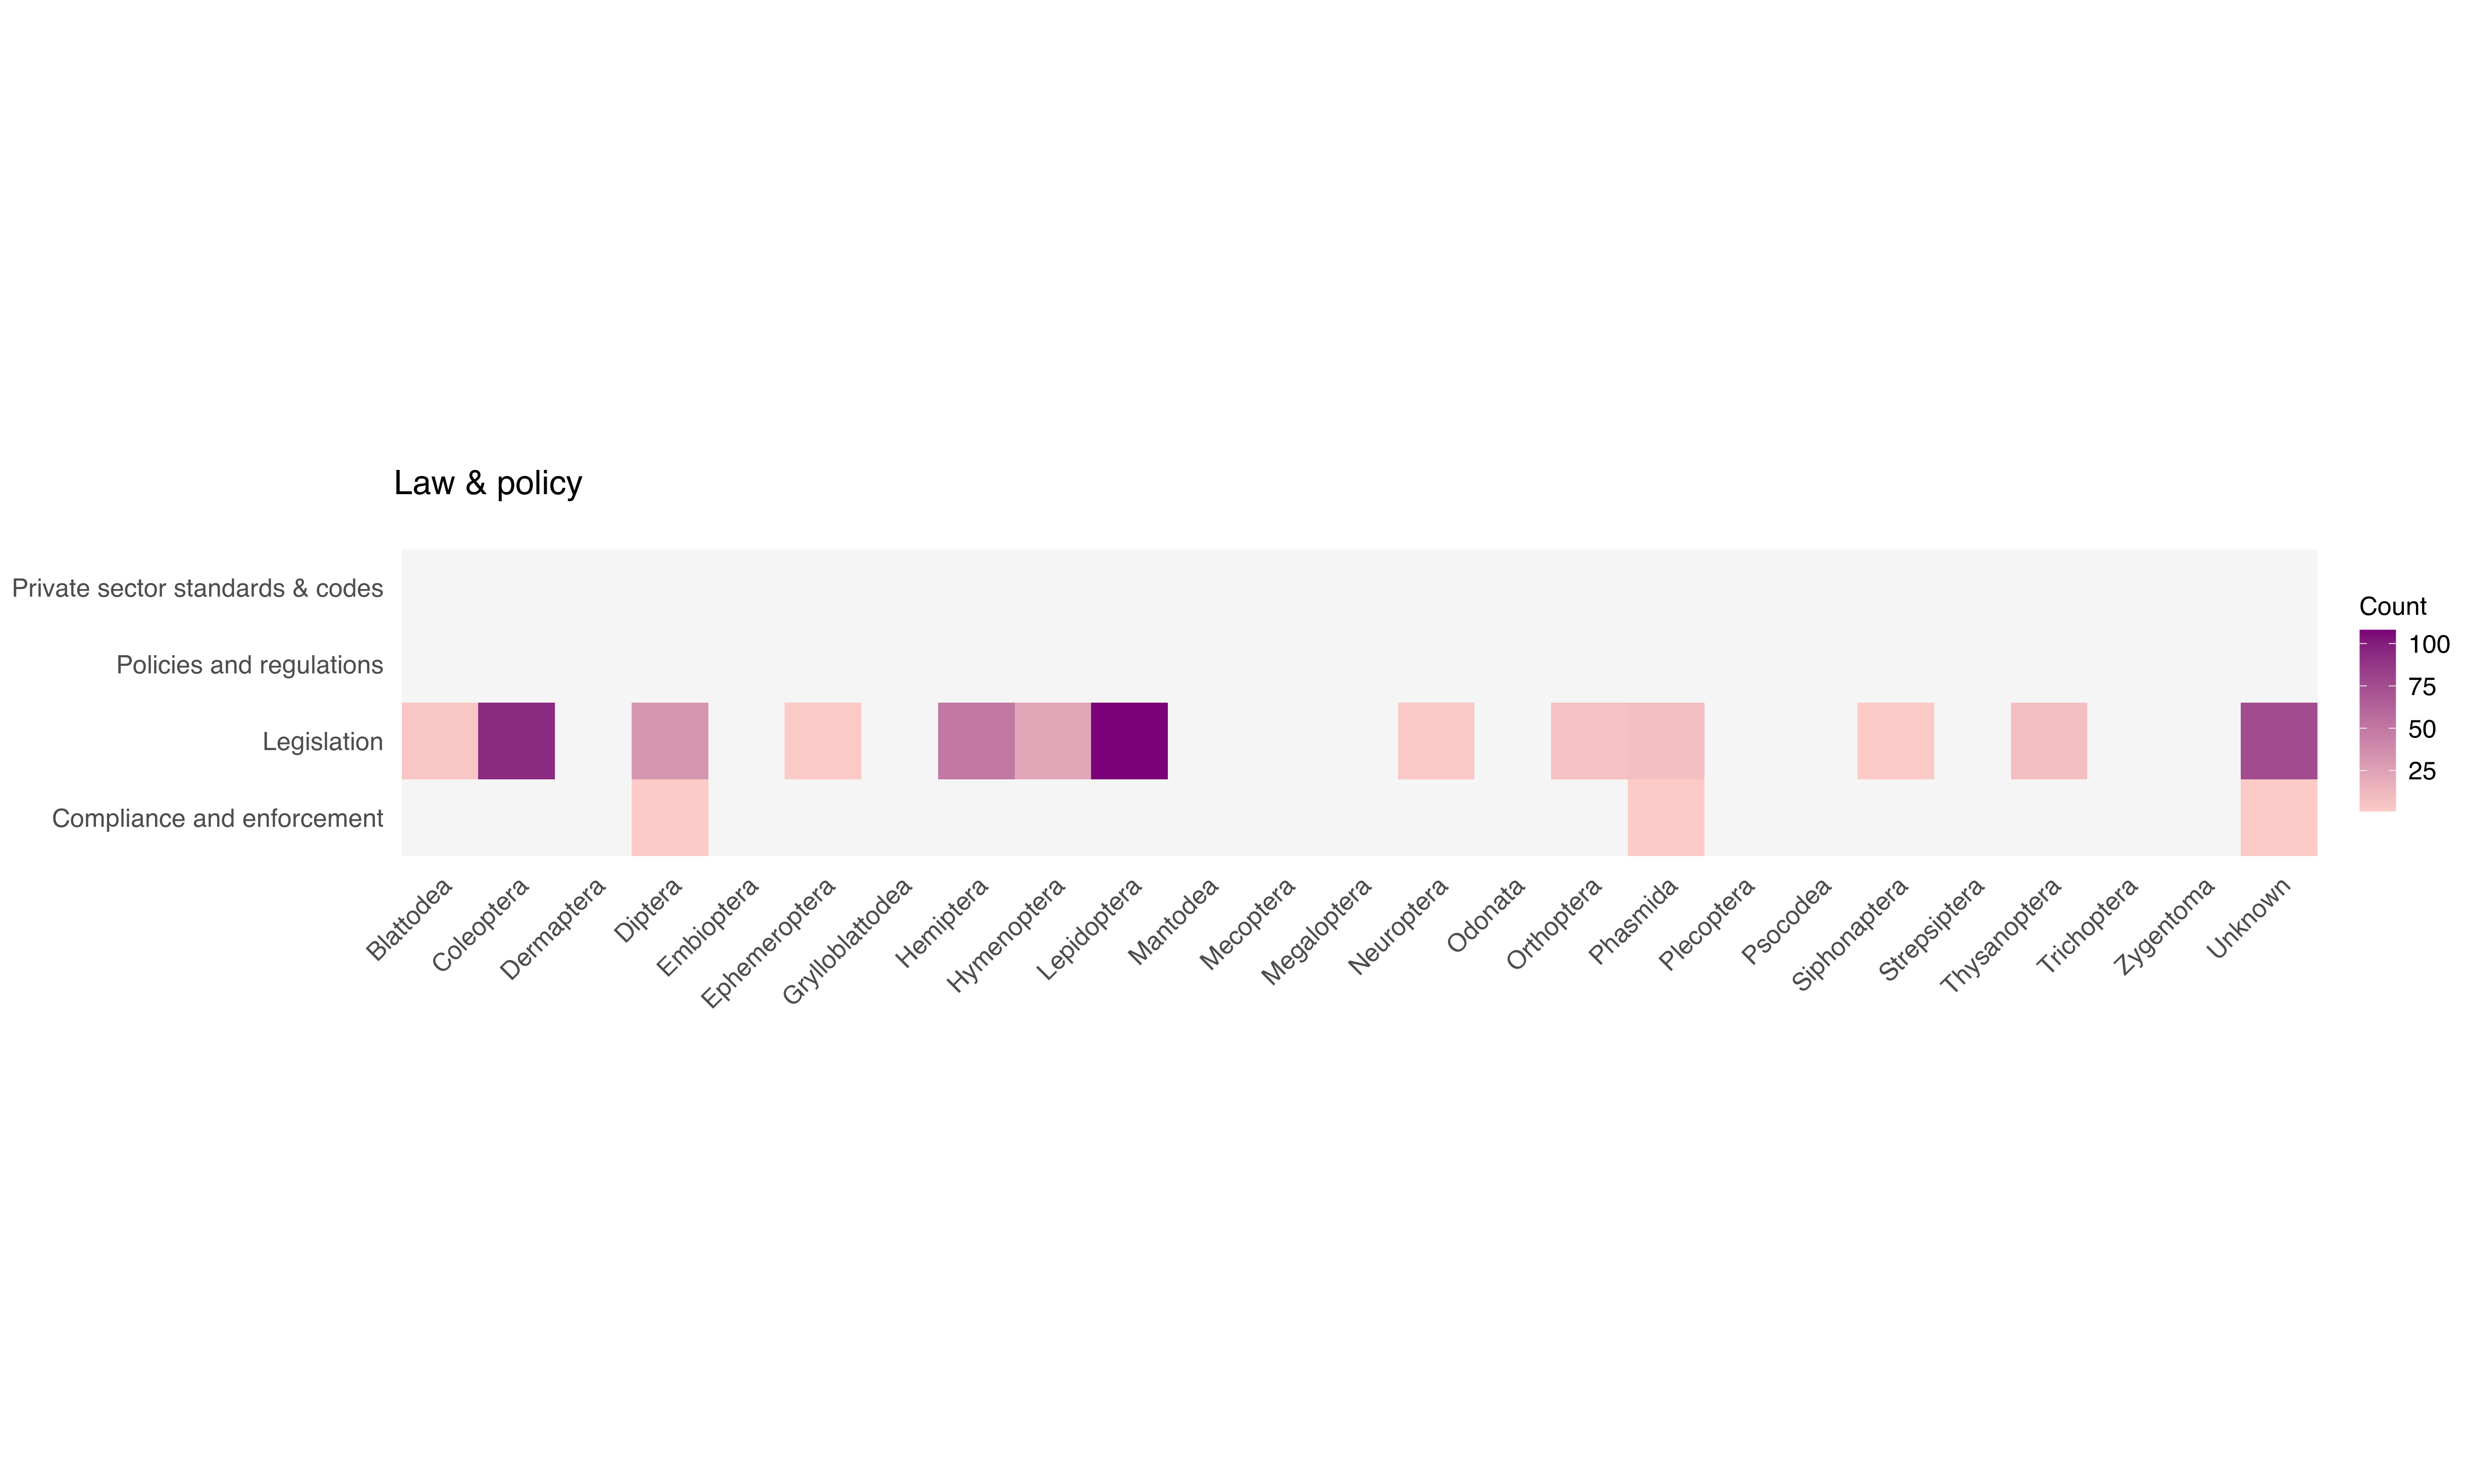 Law & policy
Private sector standards & codes
Policies and regulations
Legislation
Compliance and enforcement
Blattodea
Coleoptera
Dermaptera
Diptera
Embioptera
Ephemeroptera
Grylloblattodea
Hemiptera
Hymenoptera
Lepidoptera
Mantodea
Mecoptera
Megaloptera
Neuroptera
Odonata
Orthoptera
Phasmida
Plecoptera
Psocodea
Siphonaptera
Strepsiptera
Thysanoptera
Trichoptera
Zygentoma
Unknown
Count
100
75
50
25